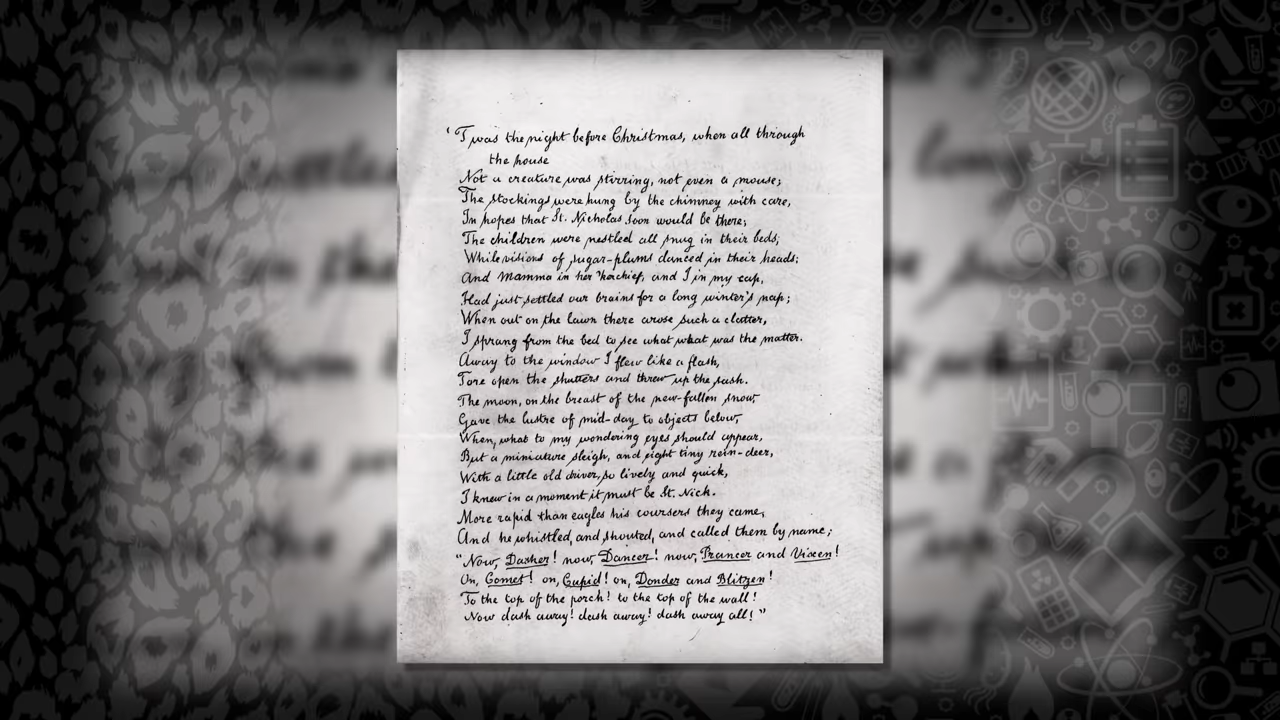 'Twas the night before Christmas, when all through
the house
Not a creature was stirring, not even a mouse;
The stockings were hung by the chimney with care,
In hopes that St. Nicholas soon would be there;
The children were nestled all snug in their beds,
While visions of sugar-plums danced in their heads;
And Mamma in her 'kerchief, and I in my cap,
Had just settled our brains for a long winter's nap;
When out on the lawn there arose such a clatter,
I sprang from the bed to see what what was the matter.
Away to the window I flew like a flash,
Tore open the shutters and threw up the sash.
The moon, on the breast of the new-fallen snow
Gave the lustre of mid-day to objects below,
When, what to my wondering eyes should appear,
But a miniature sleigh, and eight tiny rein-deer,
With a little old driver, so lively and quick,
I knew in a moment it must be St. Nick.
More rapid than eagles his coursers they came,
And he whistled, and shouted, and called them by name;
"Now, Dasher! now, Dancer! now, Prancer and Vixen!
On, Comet! on, Cupid! on, Donder and Blitzen!
To the top of the porch! to the top of the wall!
Now dash away! dash away! dash away all!"